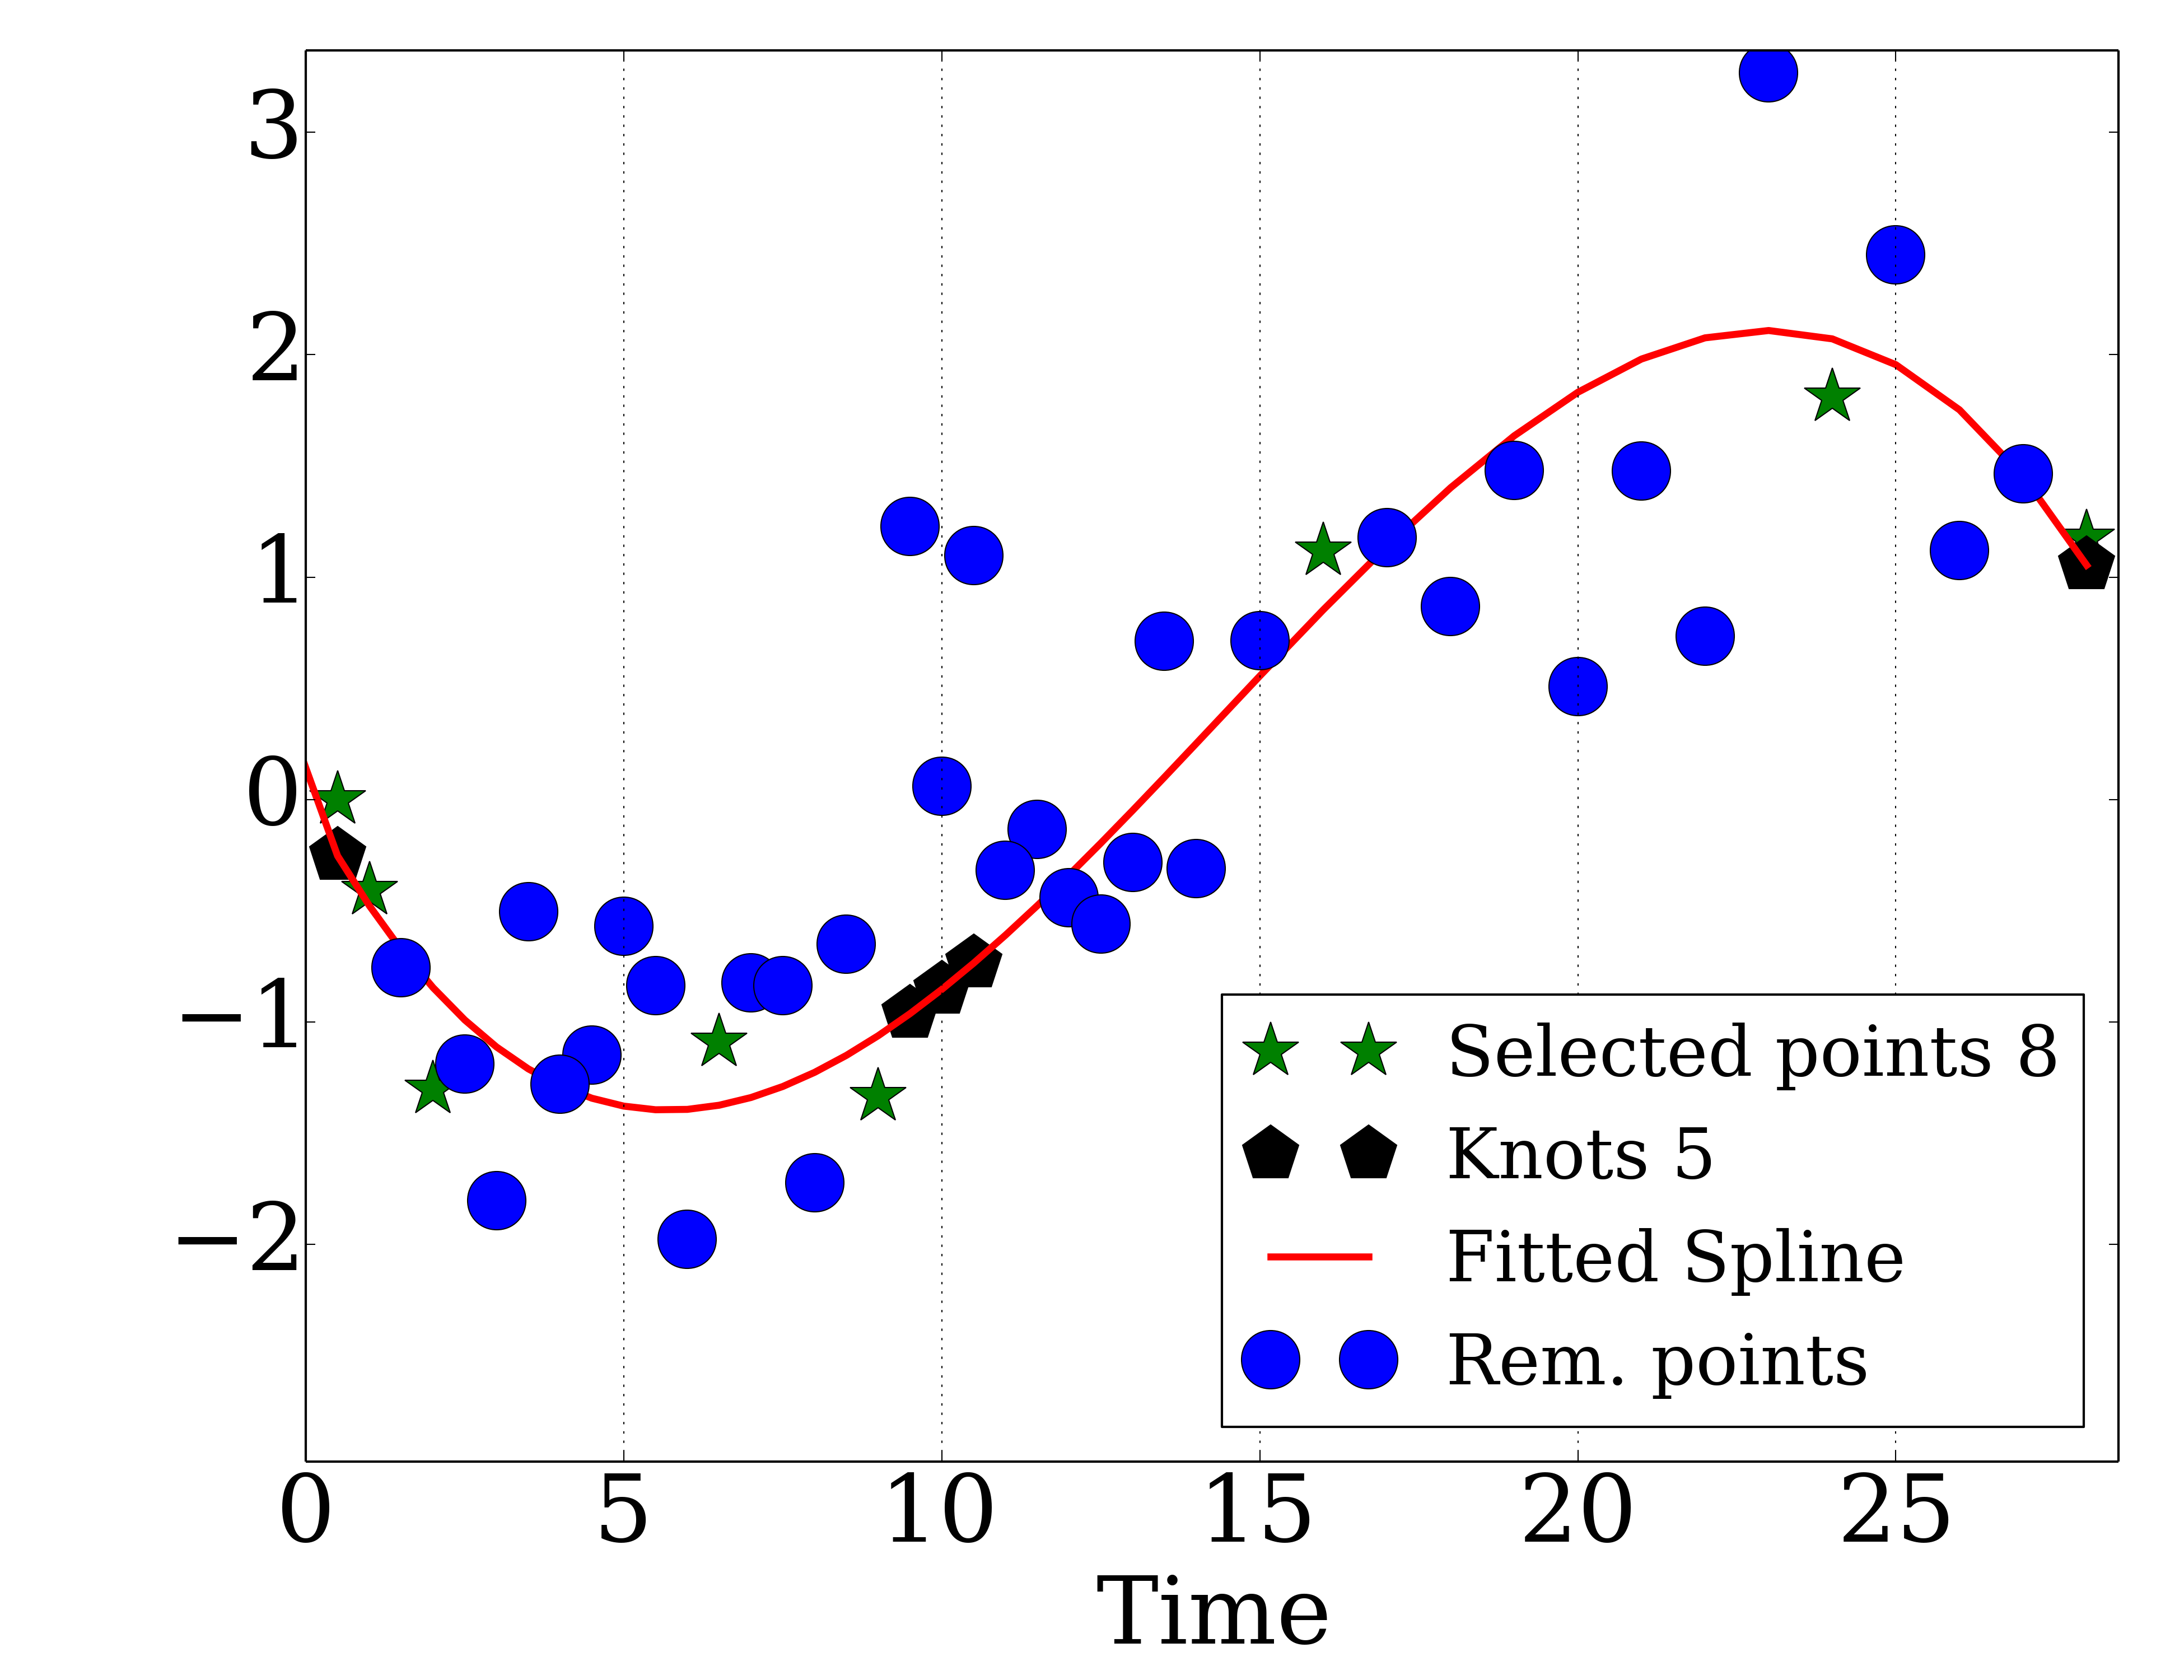 3
2
1
0
−1
−2
Selected points 8
Knots 5
Fitted Spline
Rem. points
0 5 10 15 20 25
Time